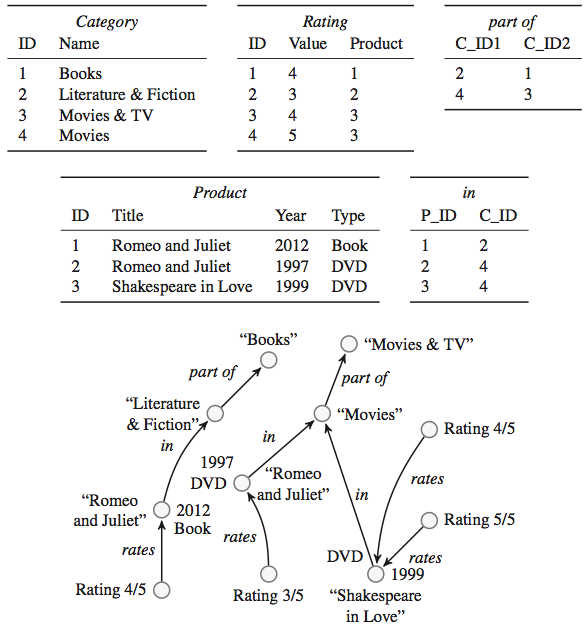 Category
ID Name
1 Books
2 Literature & Fiction
3 Movies & TV
4 Movies
Rating
ID Value Product
1 4 1
2 3 2
3 4 3
4 5 3
part of
C_ID1 C_ID2
2 1
4 3
Product
ID Title Year Type
1 Romeo and Juliet 2012 Book
2 Romeo and Juliet 1997 DVD
3 Shakespeare in Love 1999 DVD
in
P_ID C_ID
1 2
2 4
3 4
“Books”
“Movies & TV”
part of
part of
“Literature
& Fiction”
“Movies”
in
in
Rating 4/5
1997
DVD
“Romeo
and Juliet”
in
rates
“Romeo
and Juliet”
2012
Book
Rating 5/5
rates
rates
DVD
rates
1999
Rating 4/5
Rating 3/5
“Shakespeare
in Love”